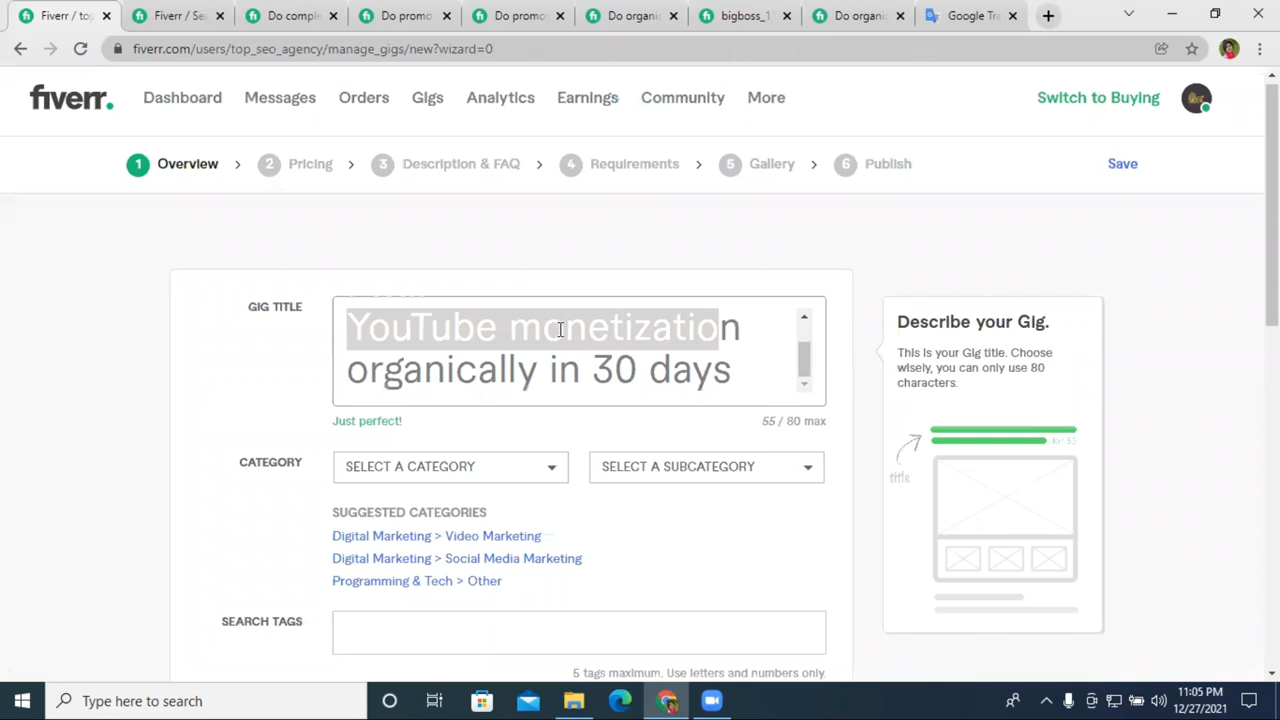 Fiverr / top
Fiverr / Se
Do comple
Do promo
Do promo
Do organic
bigboss_1
Do organic
Google Tra
fiverr.com/users/top_seo_agency/manage_gigs/new?wizard=0
fiverr.
Dashboard
Messages
Orders
Gigs
Analytics
Earnings
Community
More
Switch to Buying
1 Overview
2 Pricing
3 Description & FAQ
4 Requirements
5 Gallery
6 Publish
Save
GIG TITLE
YouTube monetization
organically in 30 days
Just perfect!
55 / 80 max
Describe your Gig.
This is your Gig title. Choose
wisely, you can only use 80
characters.
title
for $5
CATEGORY
SELECT A CATEGORY
SELECT A SUBCATEGORY
SUGGESTED CATEGORIES
Digital Marketing > Video Marketing
Digital Marketing > Social Media Marketing
Programming & Tech > Other
SEARCH TAGS
5 tags maximum. Use letters and numbers only.
Type here to search
11:05 PM
12/27/2021